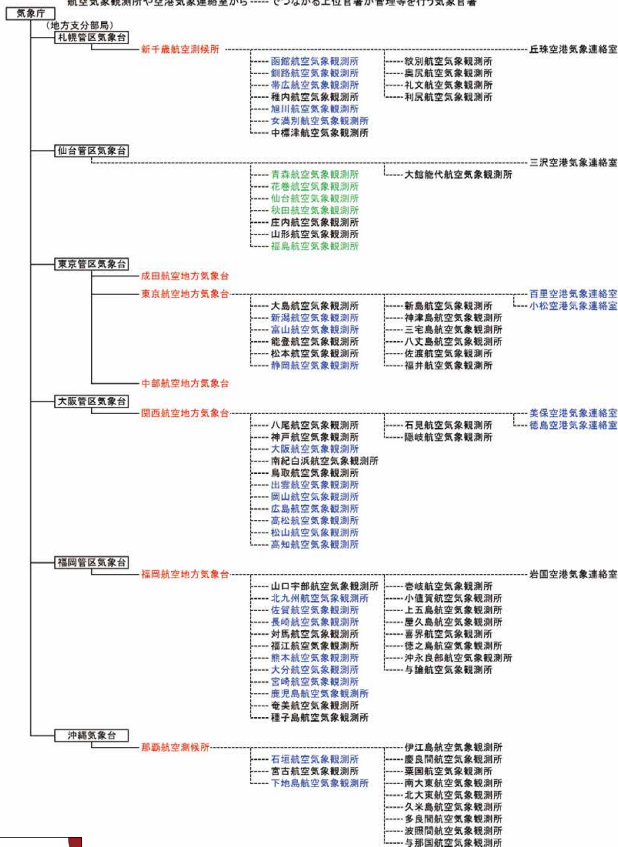 航空気象観測所や空港気象連絡室から-----でつながる上位官署が管理等を行う気象官署
気象庁
(地方支分部局)
札幌管区気象台
新千歳航空測候所
丘珠空港気象連絡室
函館航空気象観測所
紋別航空気象観測所
釧路航空気象観測所
奥尻航空気象観測所
帯広航空気象観測所
礼文航空気象観測所
稚内航空気象観測所
利尻航空気象観測所
旭川航空気象観測所
女満別航空気象観測所
中標津航空気象観測所
仙台管区気象台
三沢空港気象連絡室
青森航空気象観測所
大館能代航空気象観測所
花巻航空気象観測所
仙台航空気象観測所
秋田航空気象観測所
庄内航空気象観測所
山形航空気象観測所
福島航空気象観測所
東京管区気象台
成田航空地方気象台
東京航空地方気象台
百里空港気象連絡室
大島航空気象観測所
新島航空気象観測所
小松空港気象連絡室
新潟航空気象観測所
神津島航空気象観測所
富山航空気象観測所
三宅島航空気象観測所
能登航空気象観測所
八丈島航空気象観測所
松本航空気象観測所
佐渡航空気象観測所
静岡航空気象観測所
福井航空気象観測所
中部航空地方気象台
大阪管区気象台
関西航空地方気象台
美保空港気象連絡室
八尾航空気象観測所
石見航空気象観測所
徳島空港気象連絡室
神戸航空気象観測所
隠岐航空気象観測所
大阪航空気象観測所
南紀白浜航空気象観測所
鳥取航空気象観測所
出雲航空気象観測所
岡山航空気象観測所
広島航空気象観測所
高松航空気象観測所
松山航空気象観測所
高知航空気象観測所
福岡管区気象台
福岡航空地方気象台
岩国空港気象連絡室
山口宇部航空気象観測所
壱岐航空気象観測所
北九州航空気象観測所
小値賀航空気象観測所
佐賀航空気象観測所
上五島航空気象観測所
長崎航空気象観測所
屋久島航空気象観測所
対馬航空気象観測所
喜界航空気象観測所
福江航空気象観測所
徳之島航空気象観測所
熊本航空気象観測所
沖永良部航空気象観測所
大分航空気象観測所
与論航空気象観測所
宮崎航空気象観測所
鹿児島航空気象観測所
奄美航空気象観測所
種子島航空気象観測所
沖縄気象台
那覇航空測候所
伊江島航空気象観測所
石垣航空気象観測所
慶良間航空気象観測所
宮古航空気象観測所
粟国航空気象観測所
下地島航空気象観測所
南大東航空気象観測所
北大東航空気象観測所
久米島航空気象観測所
多良間航空気象観測所
波照間航空気象観測所
与那国航空気象観測所